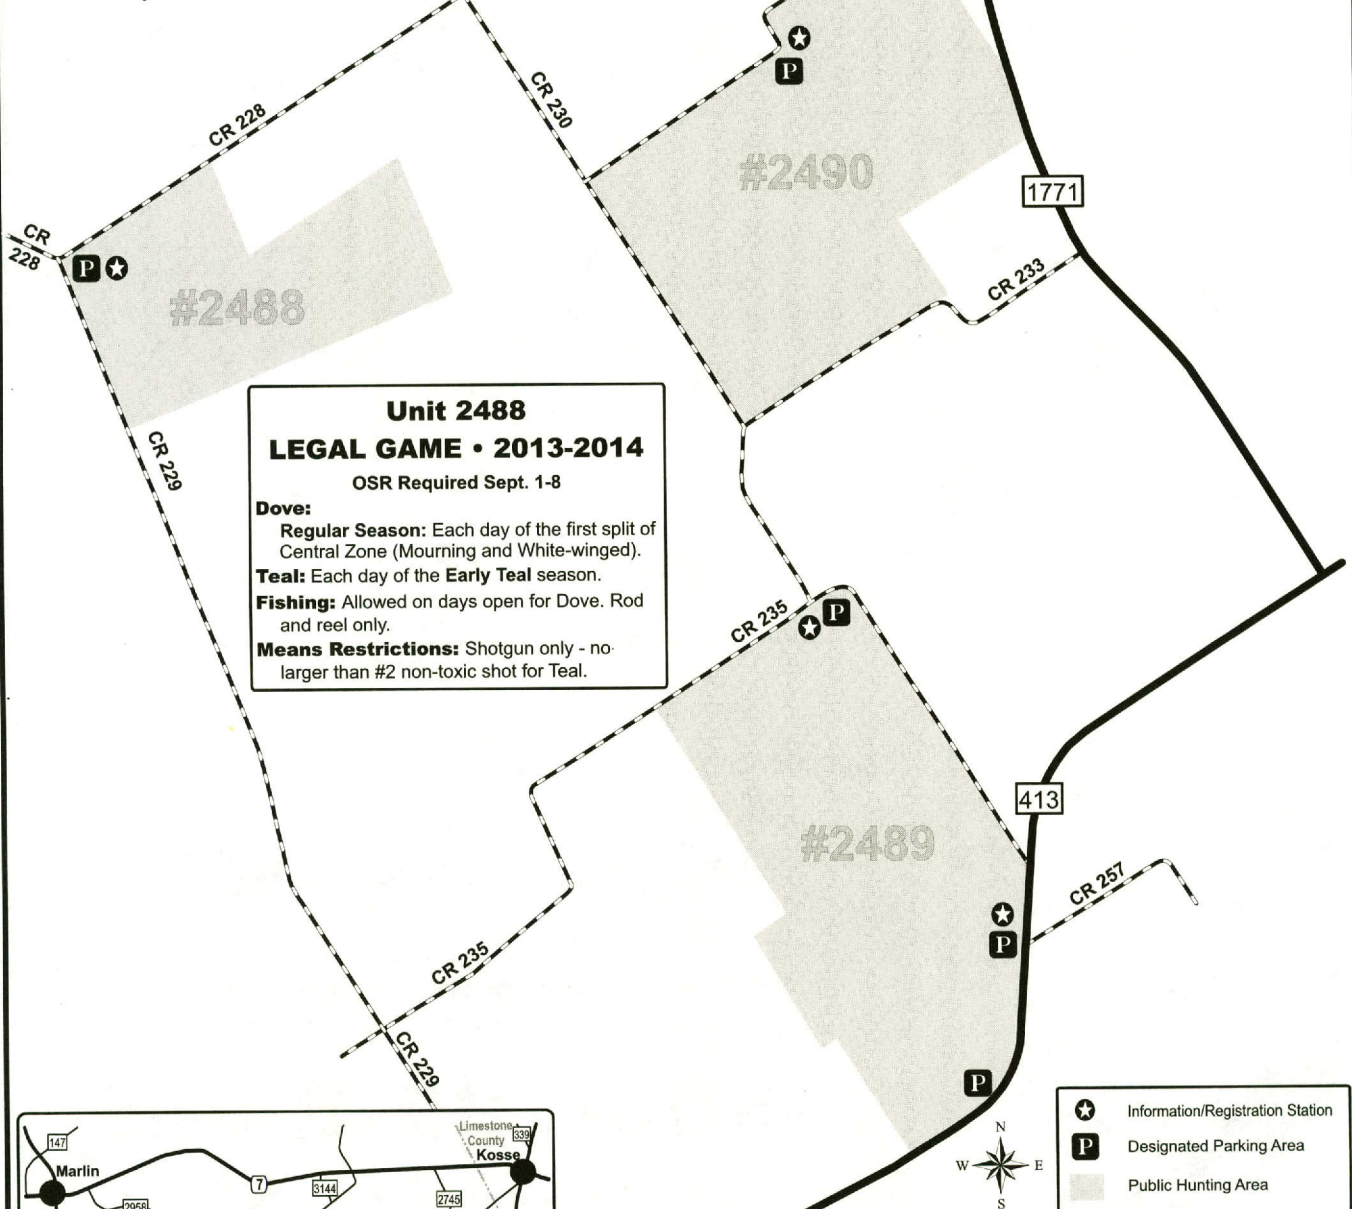 CR 228
CR 230
P
#2490
1771
CR
228
P
#2488
CR 233
CR 229
Unit 2488
LEGAL GAME • 2013-2014
OSR Required Sept. 1-8
Dove:
Regular Season: Each day of the first split of
Central Zone (Mourning and White-winged).
Teal: Each day of the Early Teal season.
Fishing: Allowed on days open for Dove. Rod
and reel only.
Means Restrictions: Shotgun only - no
larger than #2 non-toxic shot for Teal.
CR 235
P
413
#2489
CR 257
P
CR 235
CR 229
P
Limestone
County
339
Kosse
147
Marlin
7
3144
2745
2958
N
W E
S
Information/Registration Station
P Designated Parking Area
Public Hunting Area